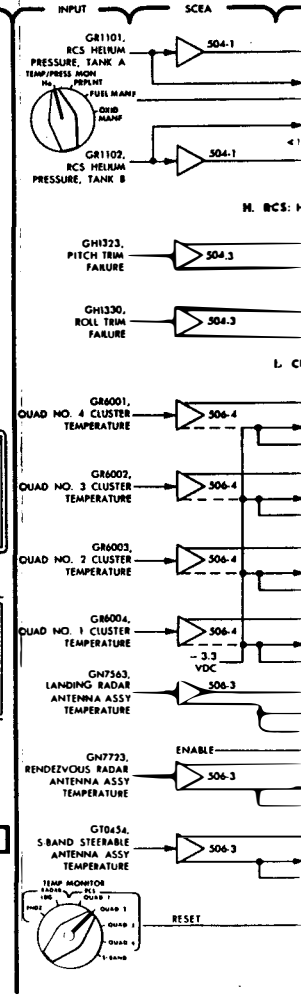 INPUT
SCEA
GR1101,
RCS HELIUM
PRESSURE, TANK A
504-1
TEMP/PRESS MON
He
PRPLNT
FUEL MANF
OXID
MANF
GR1102,
RCS HELIUM
PRESSURE, TANK B
504-1
H. RCS:
GH1323,
PITCH TRIM
FAILURE
504.3
GH1330,
ROLL TRIM
FAILURE
504-3
GR6001,
QUAD NO. 4 CLUSTER
TEMPERATURE
506-4
GR6002,
QUAD NO. 3 CLUSTER
TEMPERATURE
506-4
GR6003,
QUAD NO. 2 CLUSTER
TEMPERATURE
506-4
GR6004,
QUAD NO. 1 CLUSTER
TEMPERATURE
506-4
- 3.3
VDC
GN7563,
LANDING RADAR
ANTENNA ASSY
TEMPERATURE
506-3
ENABLE
GN7723,
RENDEZVOUS RADAR
ANTENNA ASSY
TEMPERATURE
506-3
GT0454,
S-BAND STEERABLE
ANTENNA ASSY
TEMPERATURE
506-3
TEMP MONITOR
RADAR
RCS
LDG
QUAD 1
RNDZ
QUAD 2
QUAD 3
QUAD 4
S-BAND
RESET